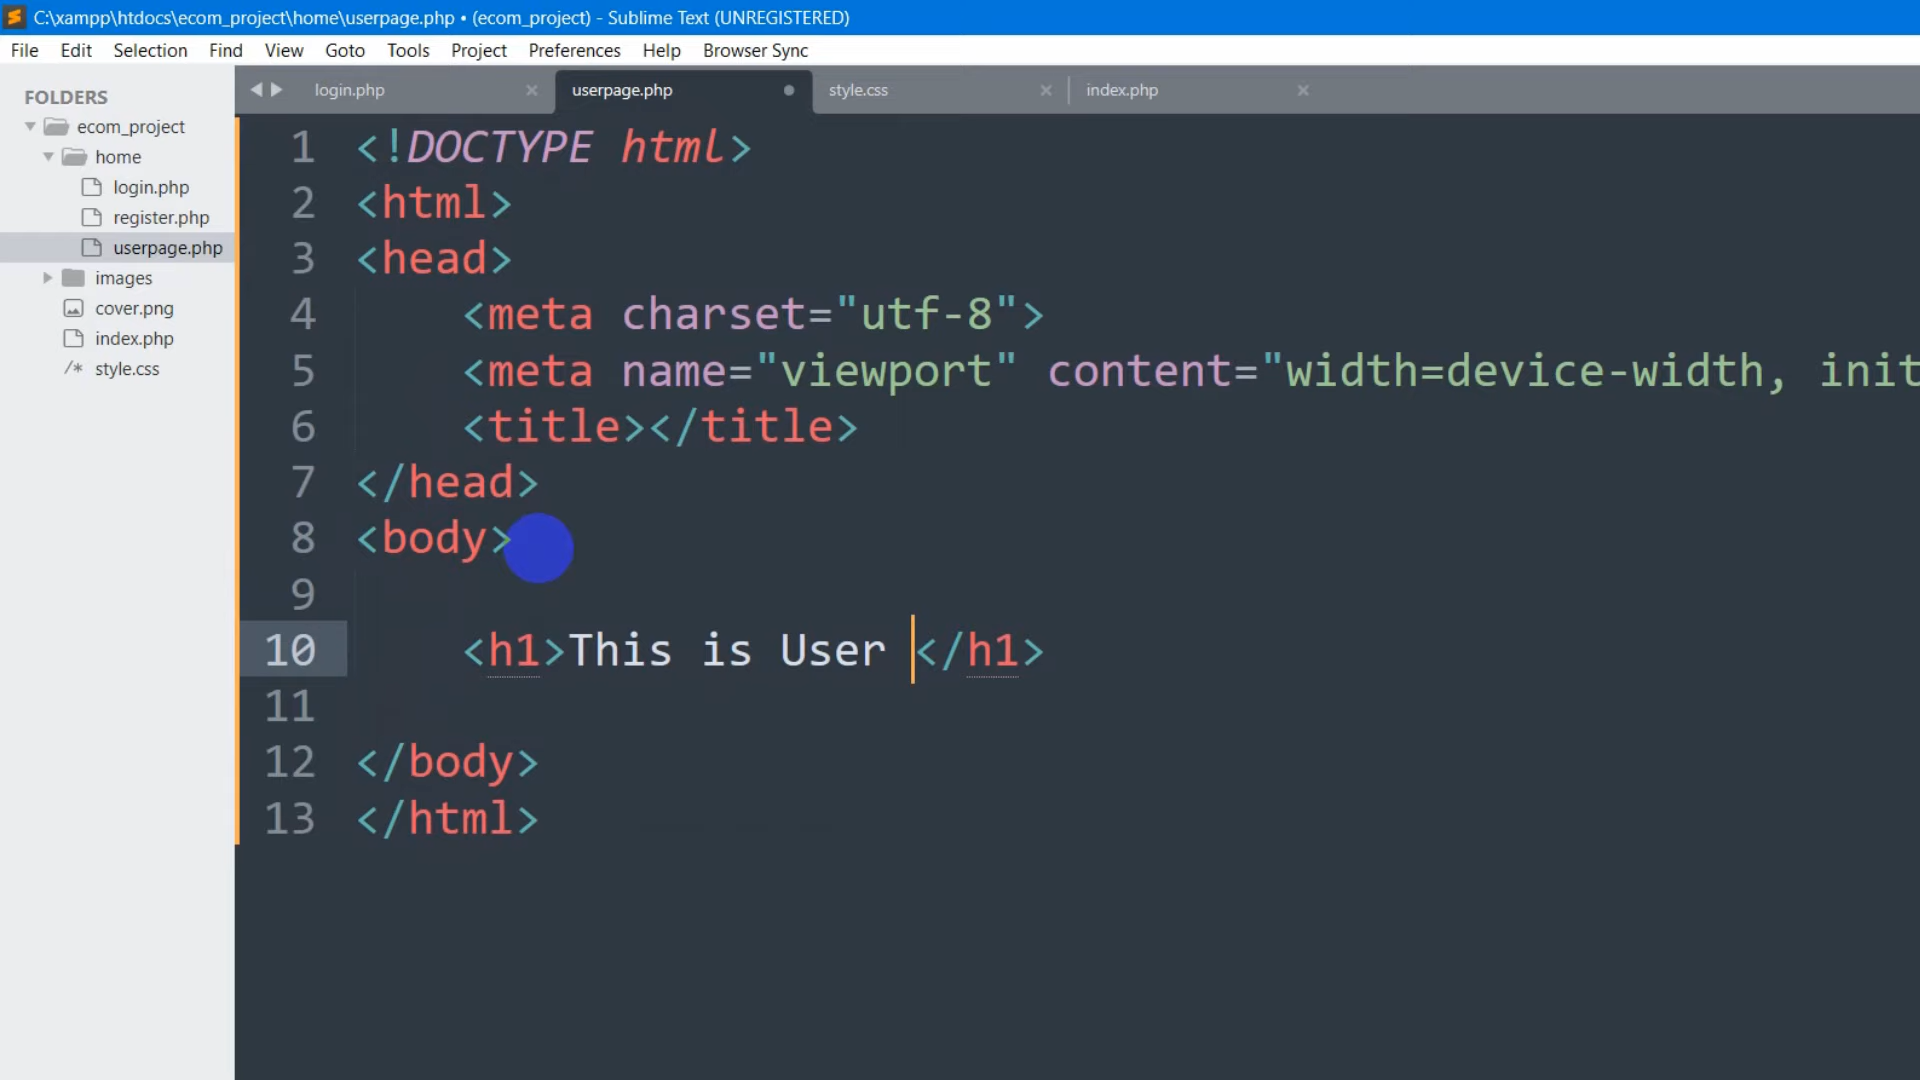 C:\xampp\htdocs\ecom_project\home\userpage.php • (ecom_project) - Sublime Text (UNREGISTERED)
File Edit Selection Find View Goto Tools Project Preferences Help Browser Sync
FOLDERS
ecom_project
home
login.php
register.php
userpage.php
images
cover.png
index.php
/* style.css
login.php × userpage.php style.css × index.php ×
1 <!DOCTYPE html>
2 <html>
3 <head>
4 <meta charset="utf-8">
5 <meta name="viewport" content="width=device-width, init
6 <title></title>
7 </head>
8 <body>
9
10 <h1>This is User </h1>
11
12 </body>
13 </html>